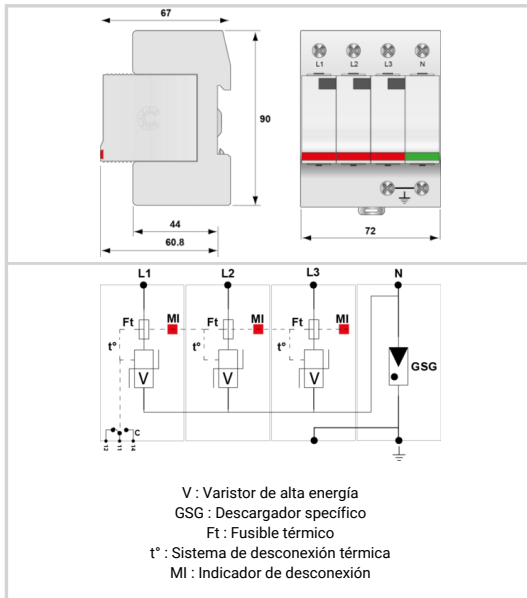 67
L1 L2 L3 N
90
44
60.8
72
L1 L2 L3 N
Ft MI Ft MI Ft MI
t° t° t°
V V V
GSG
C
12 11 14
V : Varistor de alta energía
GSG : Descargador specífico
Ft : Fusible térmico
t° : Sistema de desconexión térmica
MI : Indicador de desconexión